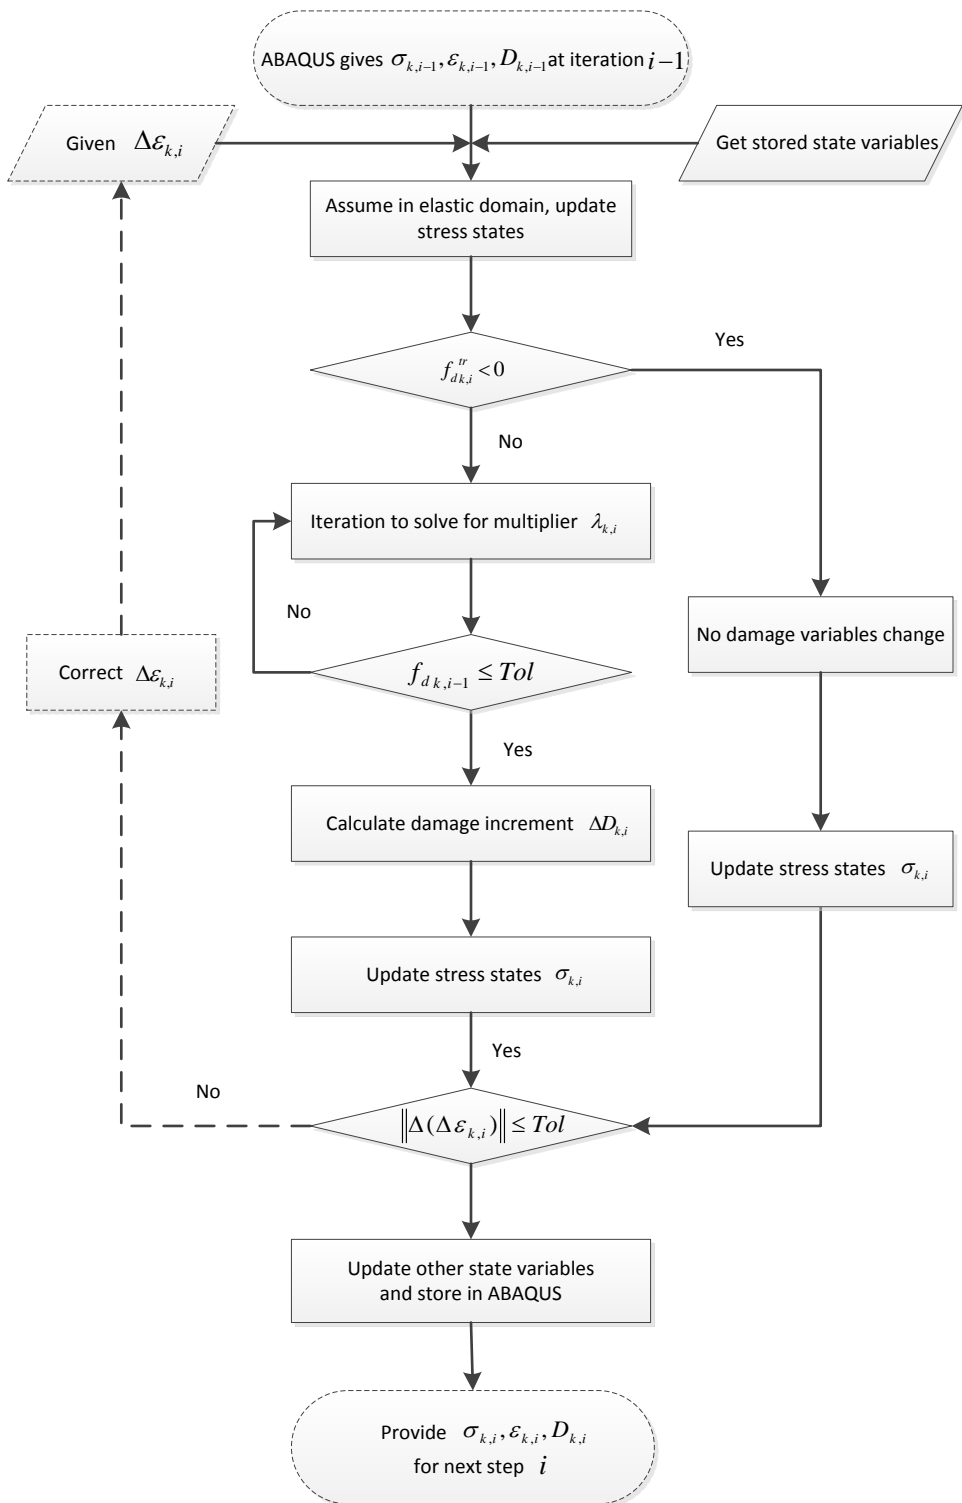 ABAQUS gives σ_{k,i−1}, ε_{k,i−1}, D_{k,i−1} at iteration i−1
Given Δε_{k,i}
Get stored state variables
Assume in elastic domain, update
stress states
Yes
f_{dk,i}^{tr} < 0
No
Iteration to solve for multiplier λ_{k,i}
No
No damage variables change
Correct Δε_{k,i}
f_{dk,i−1} ≤ Tol
Yes
Calculate damage increment ΔD_{k,i}
Update stress states σ_{k,i}
Update stress states σ_{k,i}
Yes
No
‖Δ(Δε_{k,i})‖ ≤ Tol
Update other state variables
and store in ABAQUS
Provide σ_{k,i}, ε_{k,i}, D_{k,i}
for next step i